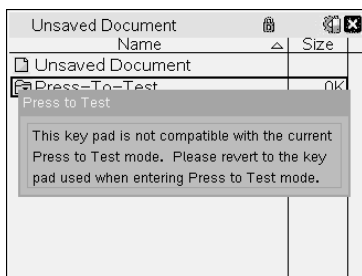 Unsaved Document
Name Size
Unsaved Document
Press-To-Test 0K
Press to Test
This key pad is not compatible with the current
Press to Test mode. Please revert to the key
pad used when entering Press to Test mode.